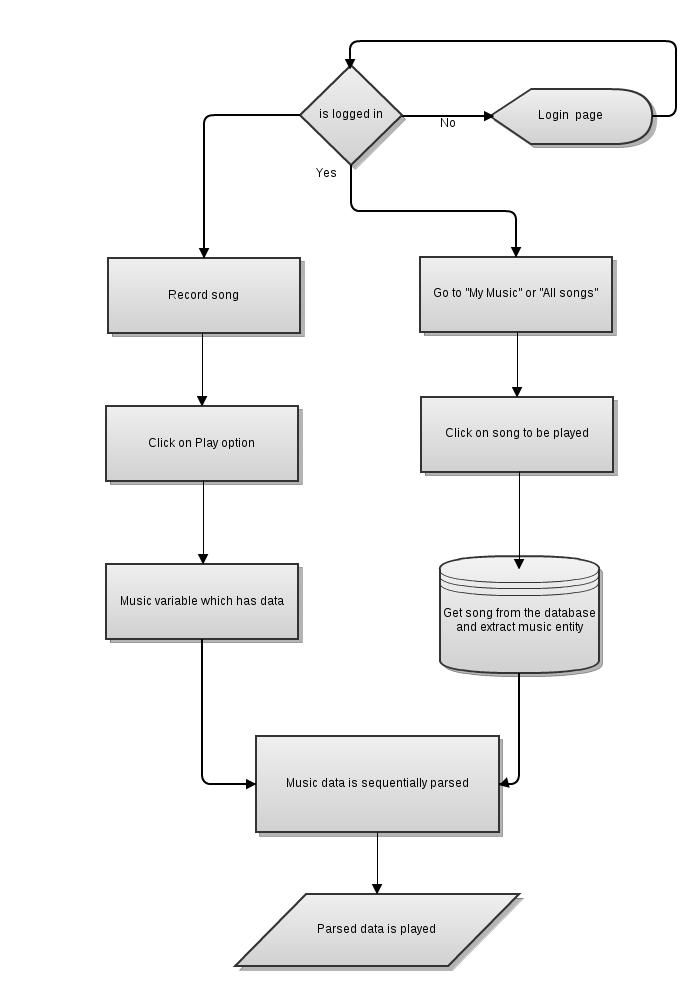 is logged in
Login page
No
Yes
Record song
Go to "My Music" or "All songs"
Click on Play option
Click on song to be played
Music variable which has data
Get song from the database
and extract music entity
Music data is sequentially parsed
Parsed data is played